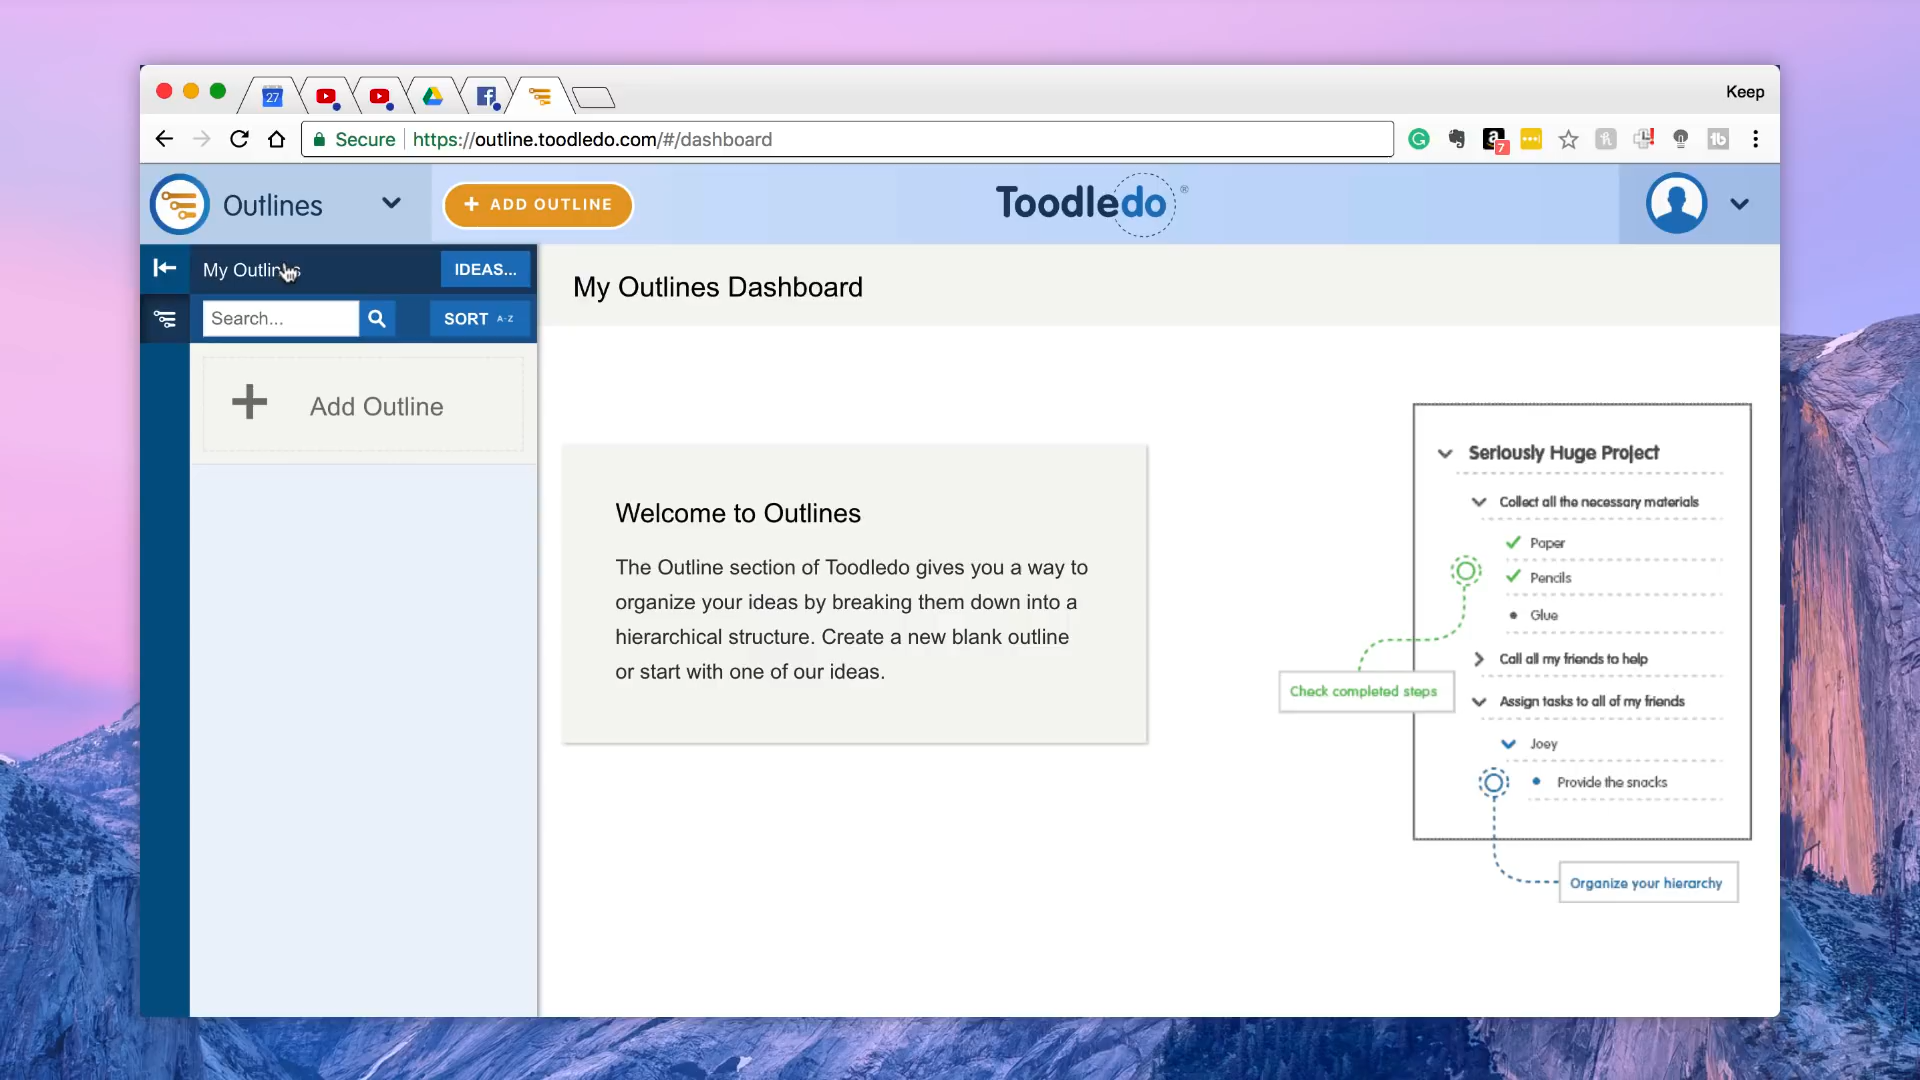 27
Keep
Secure
https://outline.toodledo.com/#/dashboard
7
Outlines
+ ADD OUTLINE
Toodledo®
My Outlines
IDEAS...
Search...
SORT A-Z
Add Outline
My Outlines Dashboard
Welcome to Outlines
The Outline section of Toodledo gives you a way to
organize your ideas by breaking them down into a
hierarchical structure. Create a new blank outline
or start with one of our ideas.
Seriously Huge Project
Collect all the necessary materials
Paper
Pencils
Glue
Call all my friends to help
Check completed steps
Assign tasks to all of my friends
Joey
Provide the snacks
Organize your hierarchy